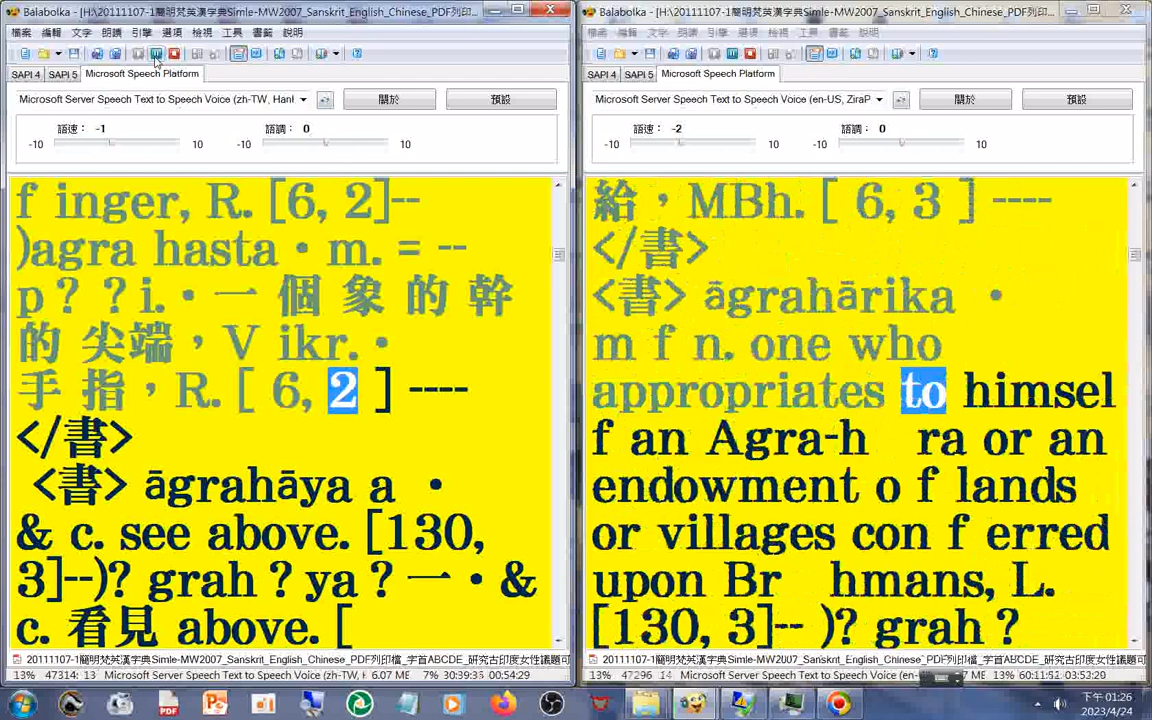 Balabolka - [H:\20111107-1簡明梵英漢字典Simle-MW2007_Sanskrit_English_Chinese_PDF列印...
檔案 編輯 文字 朗讀 引擎 選項 檢視 工具 書籤 說明
SAPI 4 SAPI 5 Microsoft Speech Platform
Microsoft Server Speech Text to Speech Voice (zh-TW, HanH
關於 預設
語速： -1 語調： 0
-10 10 -10 10
f inger, R. [6, 2]--
)agra hasta • m. = --
p ? ? i. • 一 個 象 的 幹
的 尖端，V ikr. •
手 指，R. [ 6, 2 ] ----
</書>
<書> āgrahāya a •
& c. see above. [130,
3]--)? grah ? ya ? 一 • &
c. 看見 above. [
20111107-1簡明梵英漢字典Simle-MW2007_Sanskrit_English_Chinese_PDF列印檔_字首ABCDE_研究古印度女性議題可
13% 47314: 13 Microsoft Server Speech Text to Speech Voice (zh-TW, H 6.07 ME 7% 30:39:35 00:54:29
Balabolka - [H:\20111107-1簡明梵英漢字典Simle-MW2007_Sanskrit_English_Chinese_PDF列印...
檔案 編輯 文字 朗讀 引擎 選項 檢視 工具 書籤 說明
SAPI 4 SAPI 5 Microsoft Speech Platform
Microsoft Server Speech Text to Speech Voice (en-US, ZiraP
關於 預設
語速： -2 語調： 0
-10 10 -10 10
給，MBh. [ 6, 3 ] ----
</書>
<書> āgrahārika •
m f n. one who
appropriates to himsel
f an Agra-h ra or an
endowment o f lands
or villages con f erred
upon Br hmans, L.
[130, 3]-- )? grah ?
20111107-1簡明梵英漢字典Simle-MW2007_Sanskrit_English_Chinese_PDF列印檔_字首ABCDE_研究古印度女性議題可
13% 47296 14 Microsoft Server Speech Text to Speech 7 ME 13% 60:11:52 03:52:20
PDF
下午 01:26
2023/4/24